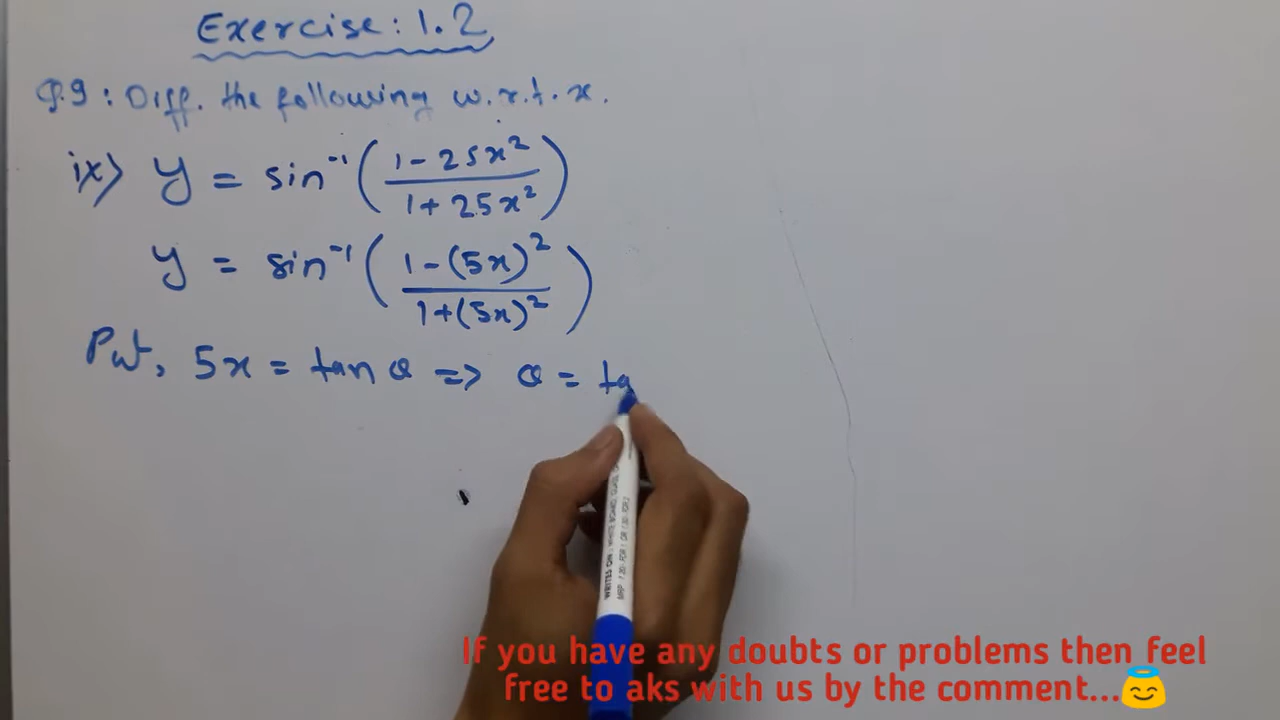 Exercise: 1.2
Q.9: Diff. the following w.r.t. x.
ix) y = sin⁻¹ ( (1 - 25x²) / (1 + 25x²) )
y = sin⁻¹ ( (1 - (5x)²) / (1 + (5x)²) )
Put, 5x = tan θ => θ = ta
WRITES ON:
If you have any doubts or problems then feel
free to aks with us by the comment...😇